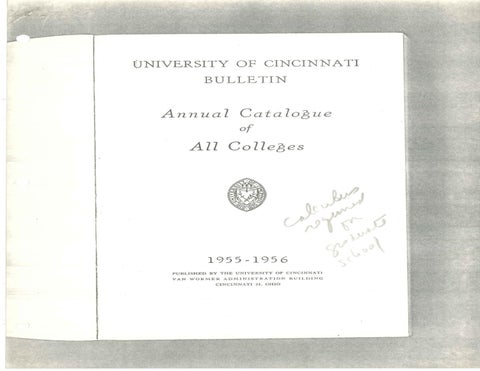 UNIVERSITY OF CINCINNATI
BULLETIN
Annual Catalogue
of
All Colleges
calculus
required
for
graduate
school
1955-1956
PUBLISHED BY THE UNIVERSITY OF CINCINNATI
VAN WORMER ADMINISTRATION BUILDING
CINCINNATI 21, OHIO